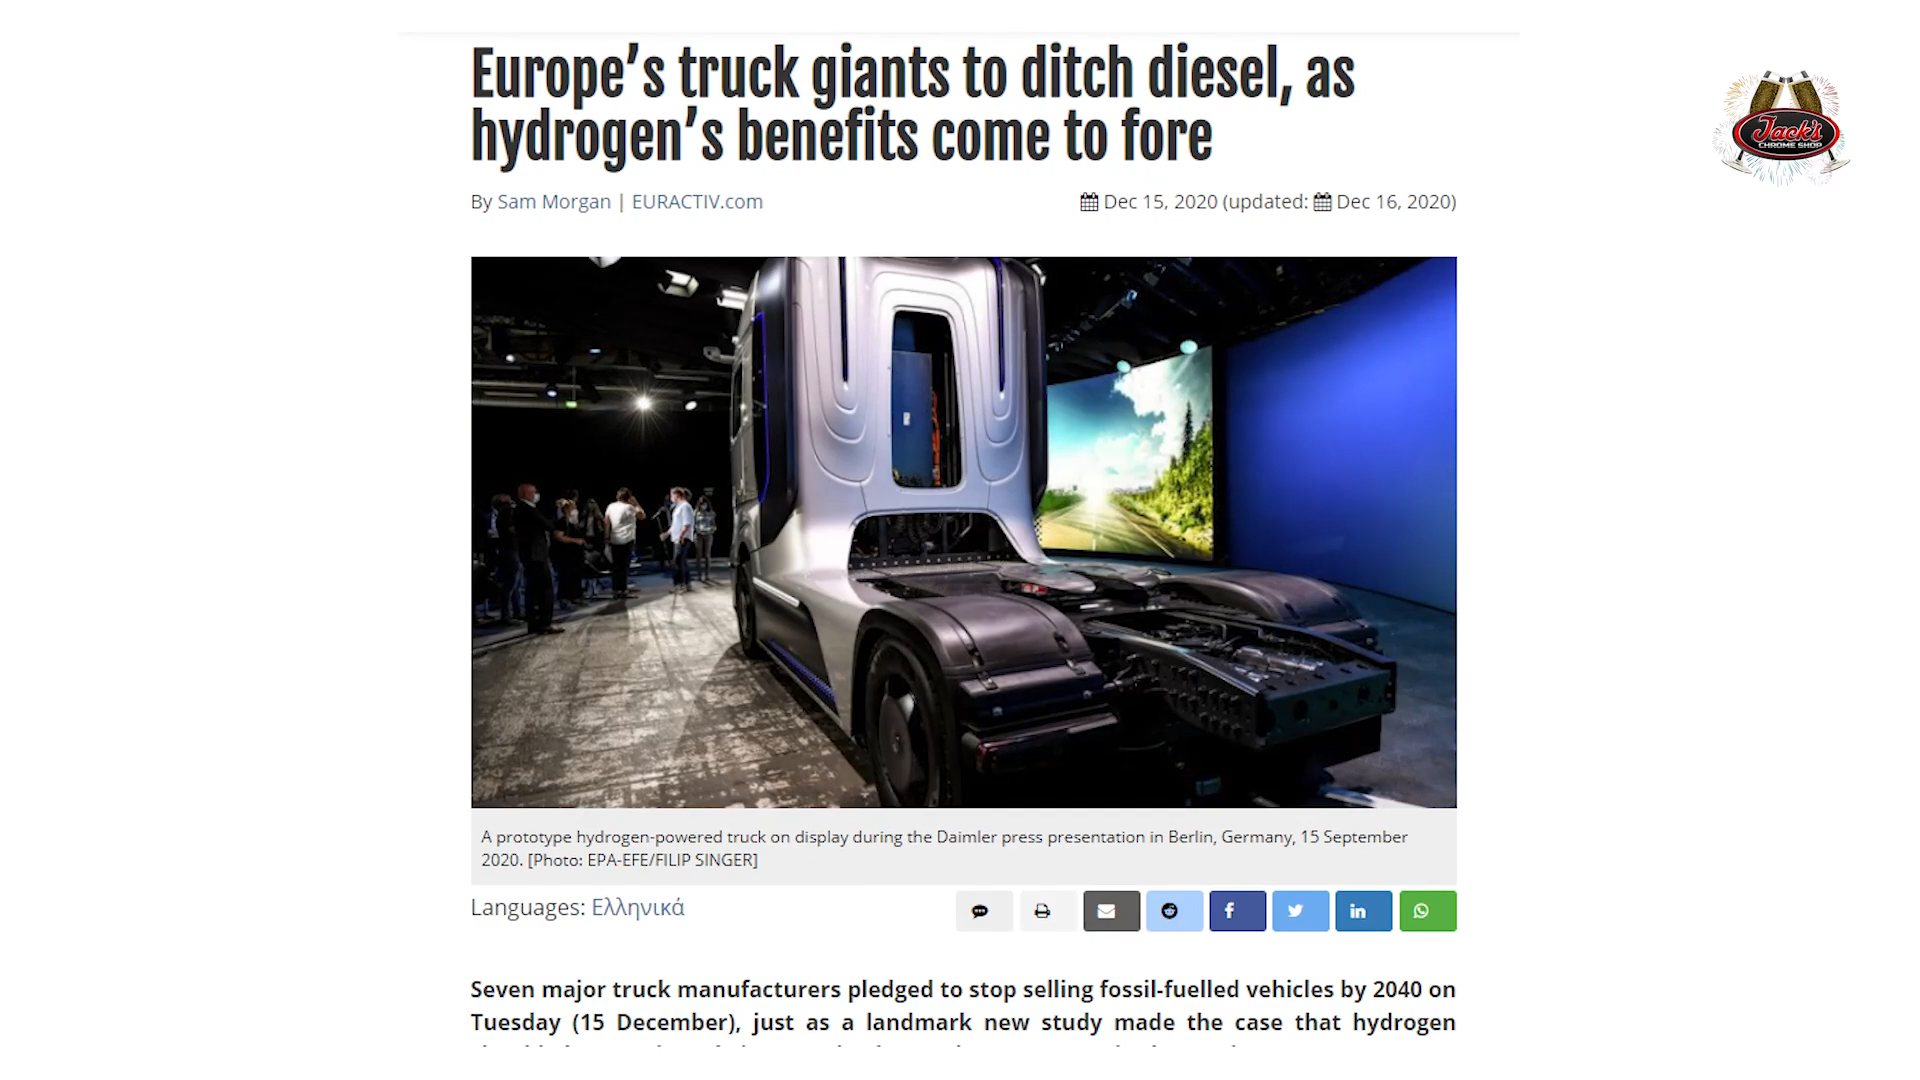 Europe’s truck giants to ditch diesel, as
hydrogen’s benefits come to fore
By Sam Morgan | EURACTIV.com
Dec 15, 2020 (updated: Dec 16, 2020)
Jack's
CHROME SHOP
A prototype hydrogen-powered truck on display during the Daimler press presentation in Berlin, Germany, 15 September
2020. [Photo: EPA-EFE/FILIP SINGER]
Languages: Ελληνικά
Seven major truck manufacturers pledged to stop selling fossil-fuelled vehicles by 2040 on
Tuesday (15 December), just as a landmark new study made the case that hydrogen